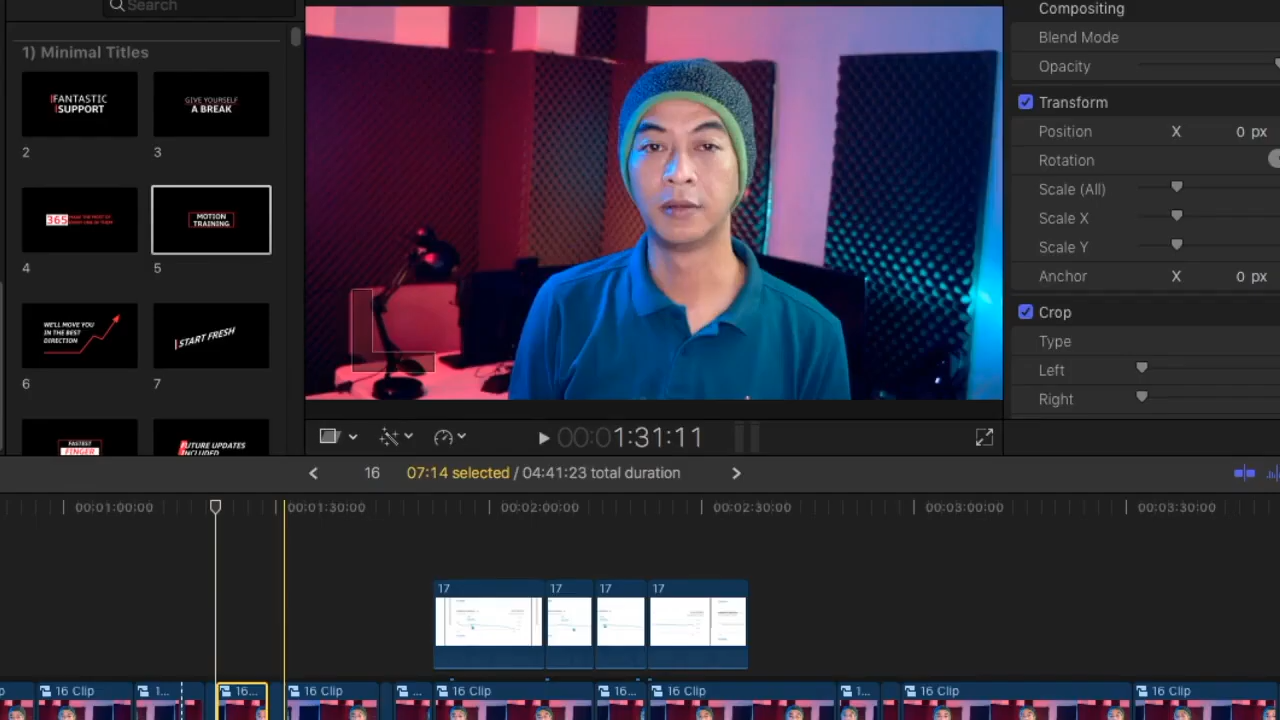 Search
1) Minimal Titles
FANTASTIC
SUPPORT
2
GIVE YOURSELF
A BREAK
3
365
4
MOTION
TRAINING
5
WE'LL MOVE YOU
IN THE BEST
DIRECTION
6
START FRESH
7
FASTEST
FINGER
FUTURE UPDATES
INCLUDED
00:01:31:11
Compositing
Blend Mode
Opacity
Transform
Position X 0 px
Rotation
Scale (All)
Scale X
Scale Y
Anchor X 0 px
Crop
Type
Left
Right
16 07:14 selected / 04:41:23 total duration
00:01:00:00 00:01:30:00 00:02:00:00 00:02:30:00 00:03:00:00 00:03:30:00
17 17 17 17
16 Clip 1... 16... 16 Clip ... 16 Clip 16... 16 Clip 1... 16 Clip 16 Clip